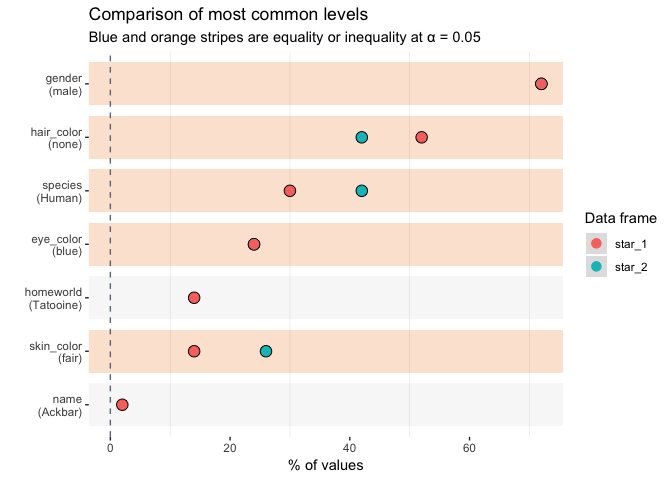 Comparison of most common levels
Blue and orange stripes are equality or inequality at α = 0.05
gender
(male)
hair_color
(none)
species
(Human)
eye_color
(blue)
homeworld
(Tatooine)
skin_color
(fair)
name
(Ackbar)
0
20
40
60
% of values
Data frame
star_1
star_2